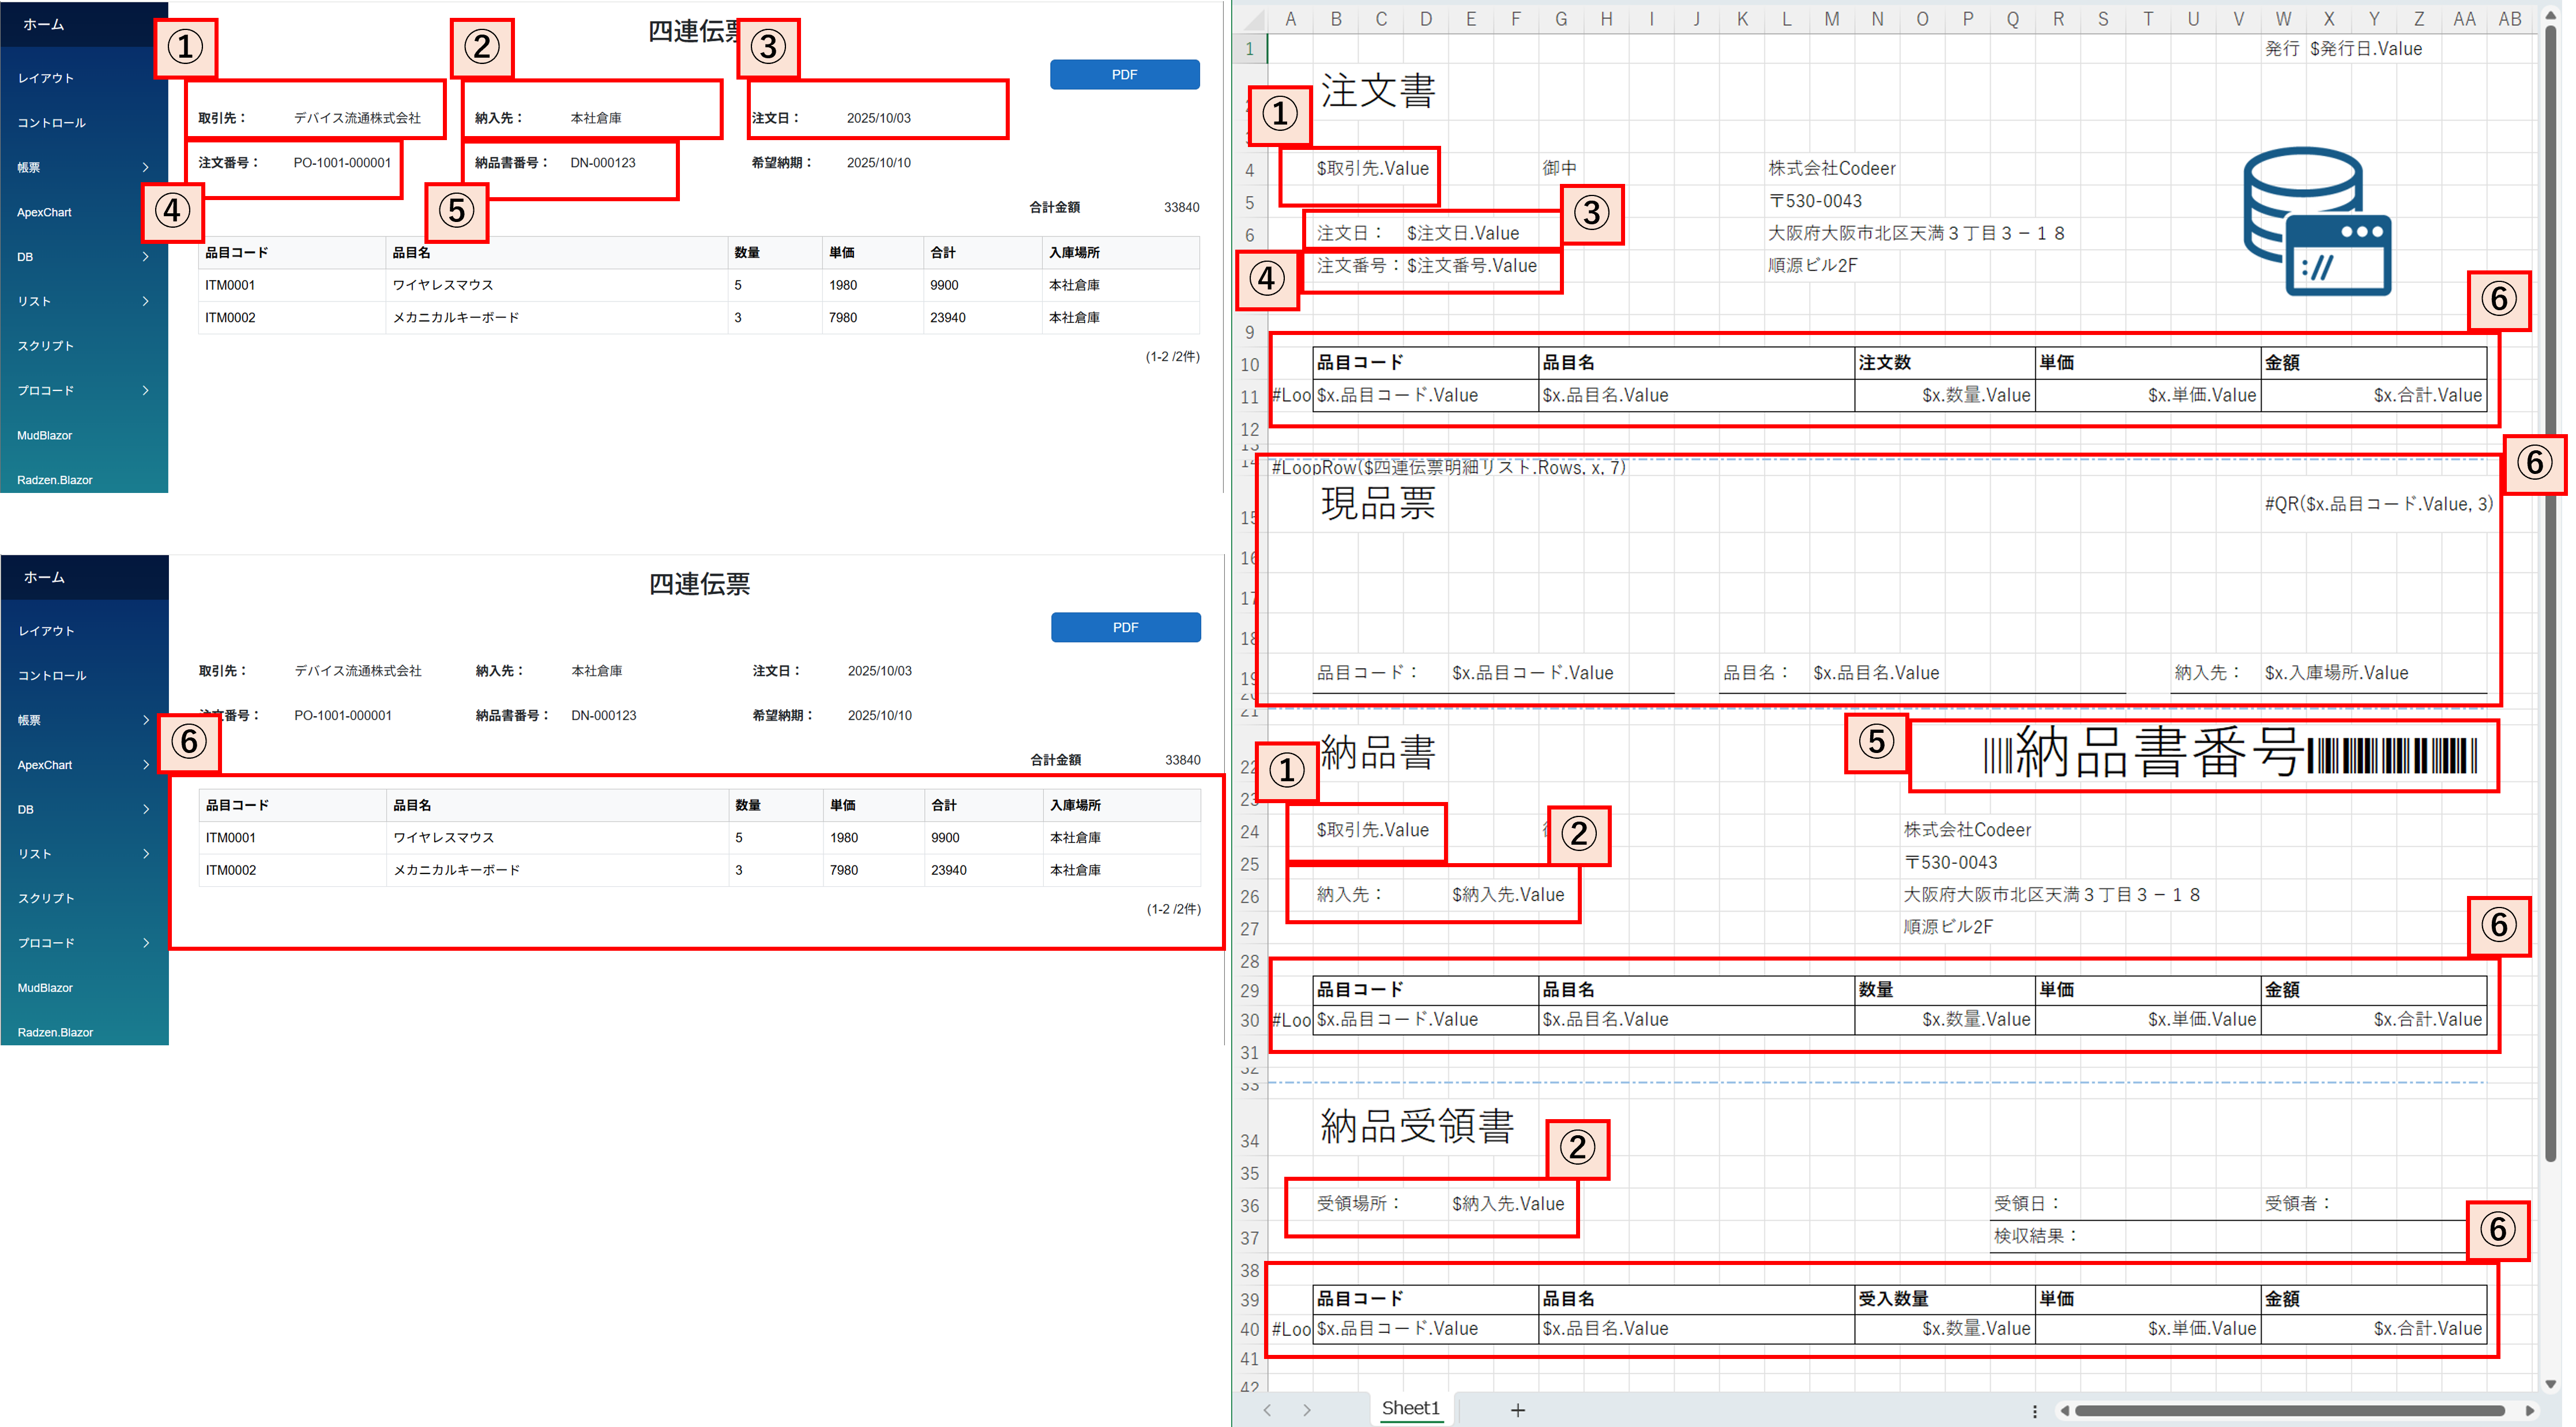 ホーム
レイアウト
コントロール
帳票
ApexChart
DB
リスト
スクリプト
プロコード
MudBlazor
Radzen.Blazor
四連伝票
① ② ③
PDF
取引先： デバイス流通株式会社 納入先： 本社倉庫 注文日： 2025/10/03
注文番号： PO-1001-000001 納品書番号： DN-000123 希望納期： 2025/10/10
④ ⑤
合計金額 33840
品目コード 品目名 数量 単価 合計 入庫場所
ITM0001 ワイヤレスマウス 5 1980 9900 本社倉庫
ITM0002 メカニカルキーボード 3 7980 23940 本社倉庫
(1-2 /2件)
ホーム
レイアウト
コントロール
帳票
ApexChart
DB
リスト
スクリプト
プロコード
MudBlazor
Radzen.Blazor
四連伝票
PDF
取引先： デバイス流通株式会社 納入先： 本社倉庫 注文日： 2025/10/03
注文番号： PO-1001-000001 納品書番号： DN-000123 希望納期： 2025/10/10
⑥
合計金額 33840
品目コード 品目名 数量 単価 合計 入庫場所
ITM0001 ワイヤレスマウス 5 1980 9900 本社倉庫
ITM0002 メカニカルキーボード 3 7980 23940 本社倉庫
(1-2 /2件)
A B C D E F G H I J K L M N O P Q R S T U V W X Y Z AA AB
1 発行 $発行日.Value
注文書
①
4 $取引先.Value 御中 株式会社Codeer
5 〒530-0043
③
6 注文日： $注文日.Value 大阪府大阪市北区天満３丁目３－１８
④ 注文番号： $注文番号.Value 順源ビル2F
://
⑥
9
10 品目コード 品目名 注文数 単価 金額
11 #Loo $x.品目コード.Value $x.品目名.Value $x.数量.Value $x.単価.Value $x.合計.Value
12
13
14 #LoopRow($四連伝票明細リスト.Rows, x, 7)
⑥
15 現品票 #QR($x.品目コード.Value, 3)
16
17
18
19 品目コード： $x.品目コード.Value 品目名： $x.品目名.Value 納入先： $x.入庫場所.Value
20
21
22 納品書 ⑤ 納品書番号
①
23
24 $取引先.Value ② 株式会社Codeer
25 〒530-0043
26 納入先： $納入先.Value 大阪府大阪市北区天満３丁目３－１８
27 順源ビル2F
⑥
28
29 品目コード 品目名 数量 単価 金額
30 #Loo $x.品目コード.Value $x.品目名.Value $x.数量.Value $x.単価.Value $x.合計.Value
31
32
33
34 納品受領書
②
35
36 受領場所： $納入先.Value 受領日： 受領者：
37 検収結果：
⑥
38
39 品目コード 品目名 受入数量 単価 金額
40 #Loo $x.品目コード.Value $x.品目名.Value $x.数量.Value $x.単価.Value $x.合計.Value
41
42
Sheet1